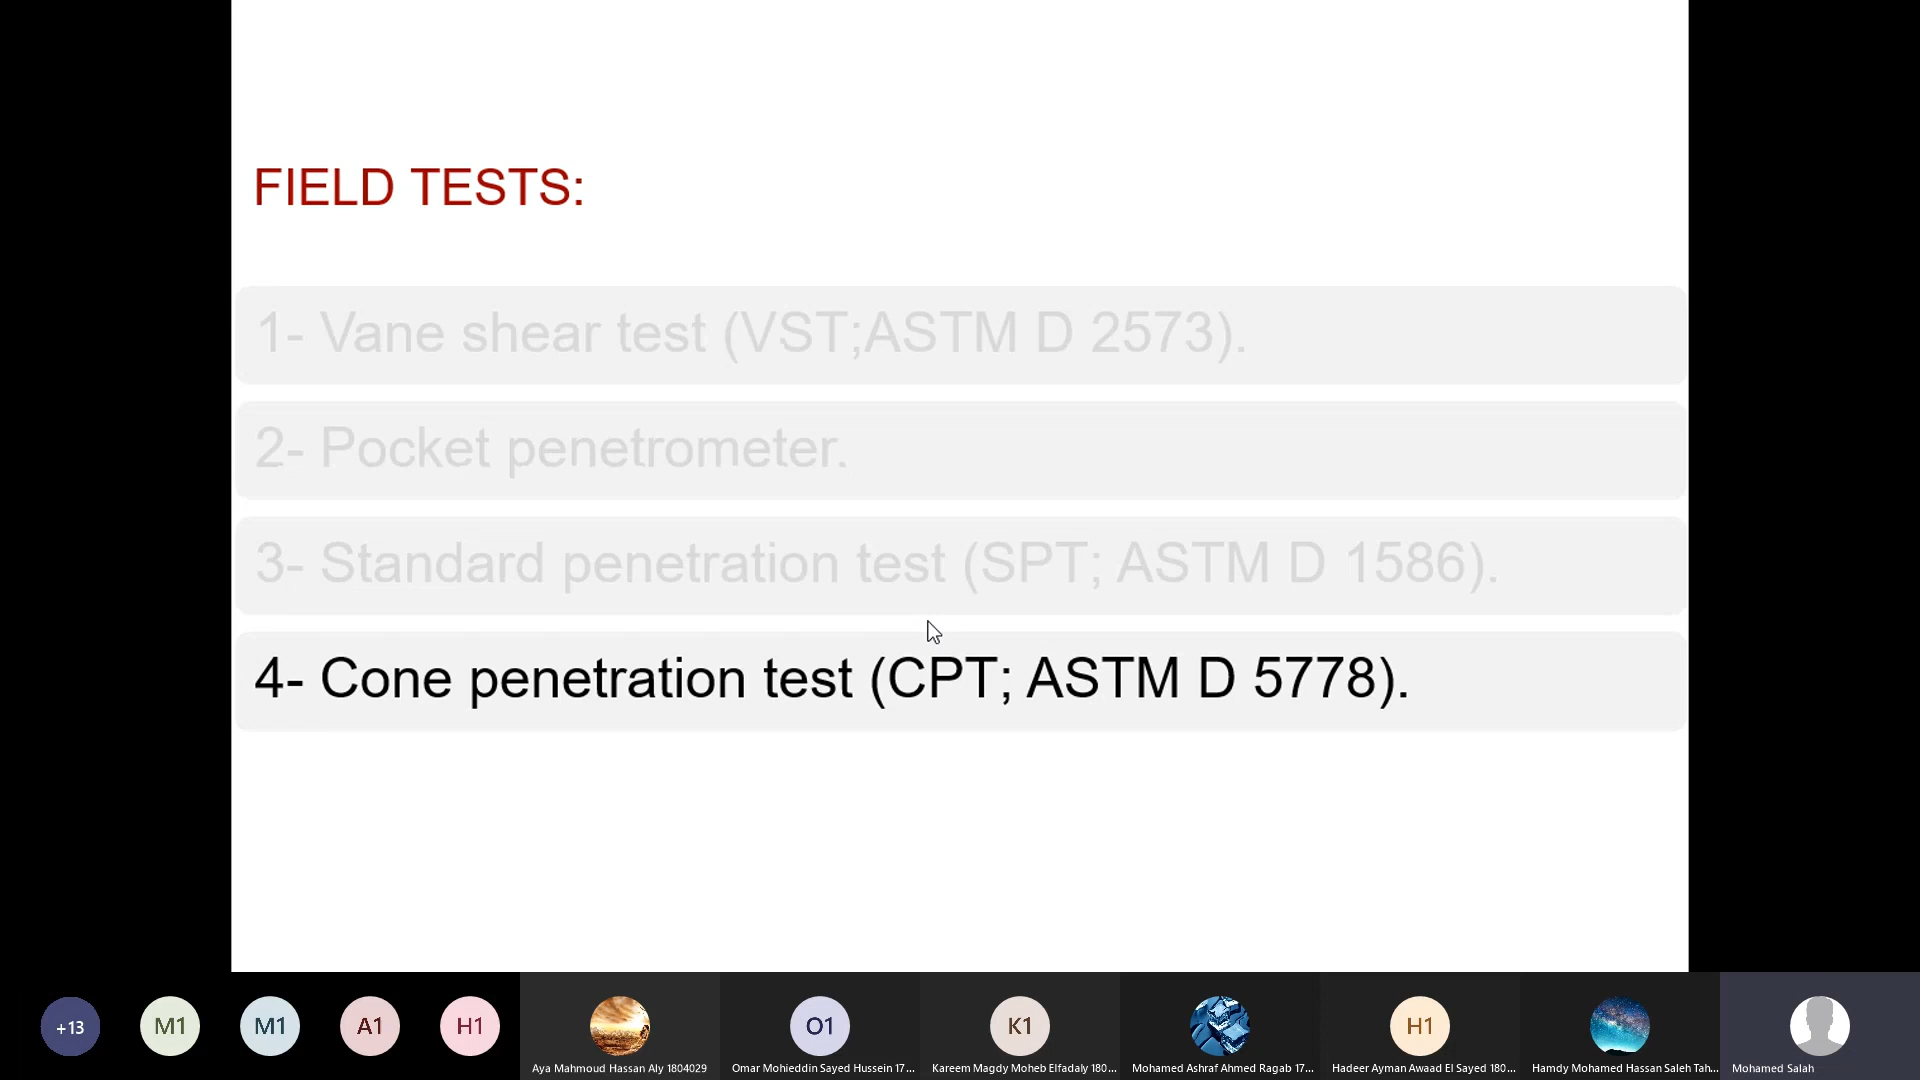 FIELD TESTS:
1- Vane shear test (VST;ASTM D 2573).
2- Pocket penetrometer.
3- Standard penetration test (SPT; ASTM D 1586).
4- Cone penetration test (CPT; ASTM D 5778).
+13
M1
M1
A1
H1
O1
K1
H1
Aya Mahmoud Hassan Aly 1804029
Omar Mohieddin Sayed Hussein 17...
Kareem Magdy Moheb Elfadaly 180...
Mohamed Ashraf Ahmed Ragab 17...
Hadeer Ayman Awaad El Sayed 180...
Hamdy Mohamed Hassan Saleh Tah...
Mohamed Salah